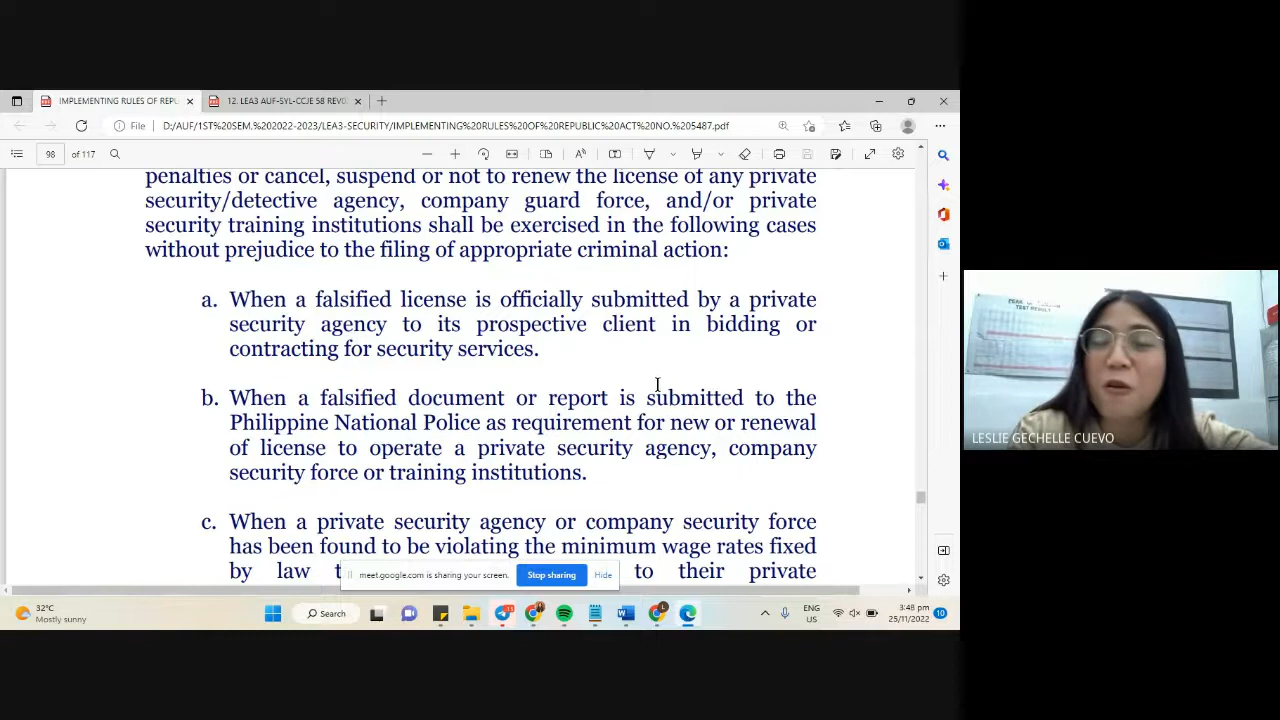 IMPLEMENTING RULES OF REPU
12. LEA3 AUF-SYL-CCJE 58 REV0
File
D:/AUF/1ST%20SEM.%202022-2023/LEA3-SECURITY/IMPLEMENTING%20RULES%20OF%20REPUBLIC%20ACT%20NO.%205487.pdf
98 of 117
penalties or cancel, suspend or not to renew the license of any private
security/detective agency, company guard force, and/or private
security training institutions shall be exercised in the following cases
without prejudice to the filing of appropriate criminal action:
a. When a falsified license is officially submitted by a private
security agency to its prospective client in bidding or
contracting for security services.
b. When a falsified document or report is submitted to the
Philippine National Police as requirement for new or renewal
of license to operate a private security agency, company
security force or training institutions.
c. When a private security agency or company security force
has been found to be violating the minimum wage rates fixed
by law to their private
meet.google.com is sharing your screen. Stop sharing Hide
TEST RESULT
LESLIE GECHELLE CUEVO
32°C
Mostly sunny
Search
ENG
US
3:48 pm
25/11/2022
10